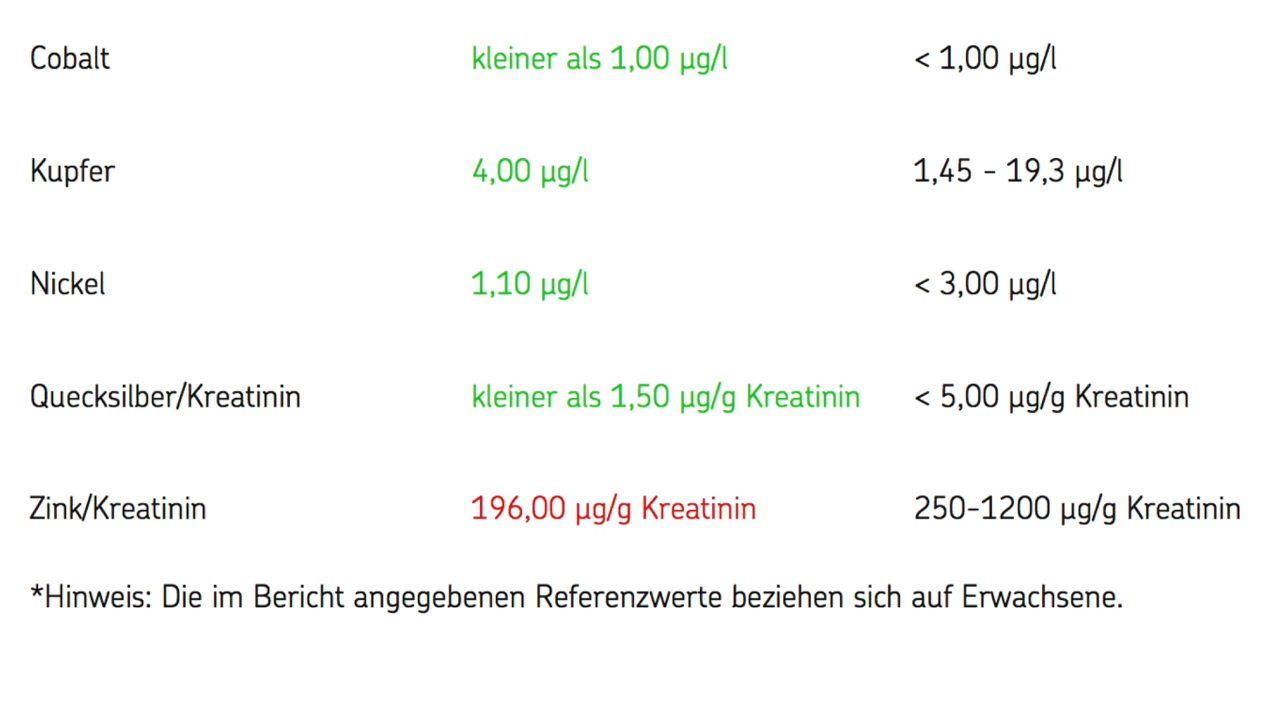 Cobalt kleiner als 1,00 µg/l < 1,00 µg/l
Kupfer 4,00 µg/l 1,45 - 19,3 µg/l
Nickel 1,10 µg/l < 3,00 µg/l
Quecksilber/Kreatinin kleiner als 1,50 µg/g Kreatinin < 5,00 µg/g Kreatinin
Zink/Kreatinin 196,00 µg/g Kreatinin 250-1200 µg/g Kreatinin
*Hinweis: Die im Bericht angegebenen Referenzwerte beziehen sich auf Erwachsene.